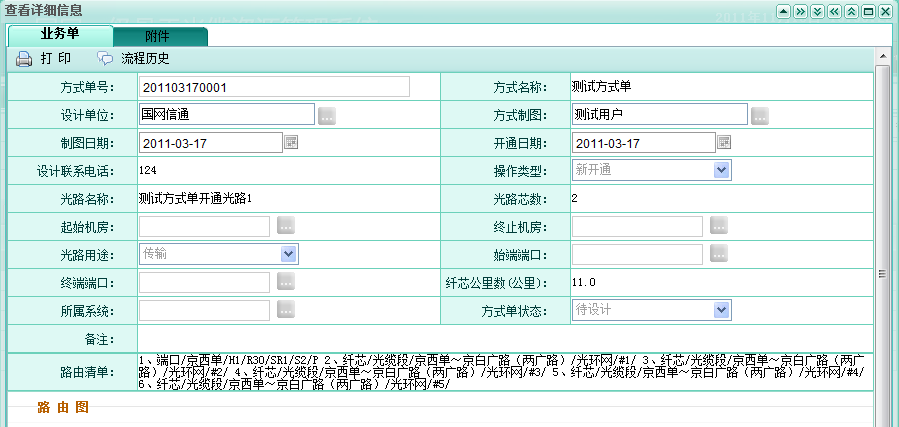 查看详细信息
业务单 附件
打 印 流程历史
方式单号： 201103170001 方式名称： 测试方式单
设计单位： 国网信通 方式制图： 测试用户
制图日期： 2011-03-17 开通日期： 2011-03-17
设计联系电话： 124 操作类型： 新开通
光路名称： 测试方式单开通光路1 光路芯数： 2
起始机房： 终止机房：
光路用途： 传输 始端端口：
终端端口： 纤芯公里数(公里)： 11.0
所属系统： 方式单状态： 待设计
备注：
路由清单：
1、端口/京西单/H1/R30/SR1/S2/P 2、纤芯/光缆段/京西单～京白广路（两广路）/光环网/#1/ 3、纤芯/光缆段/京西单～京白广路（两广
路）/光环网/#2/ 4、纤芯/光缆段/京西单～京白广路（两广路）/光环网/#3/ 5、纤芯/光缆段/京西单～京白广路（两广路）/光环网/#4/
6、纤芯/光缆段/京西单～京白广路（两广路）/光环网/#5/
路 由 图